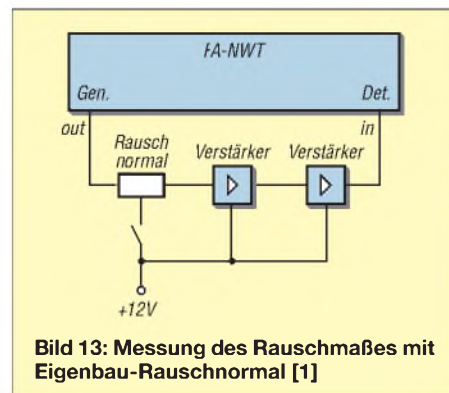 FA-NWT
Gen.
Det.
out
in
Rausch
normal
Verstärker
Verstärker
+12V
Bild 13: Messung des Rauschmaßes mit
Eigenbau-Rauschnormal [1]